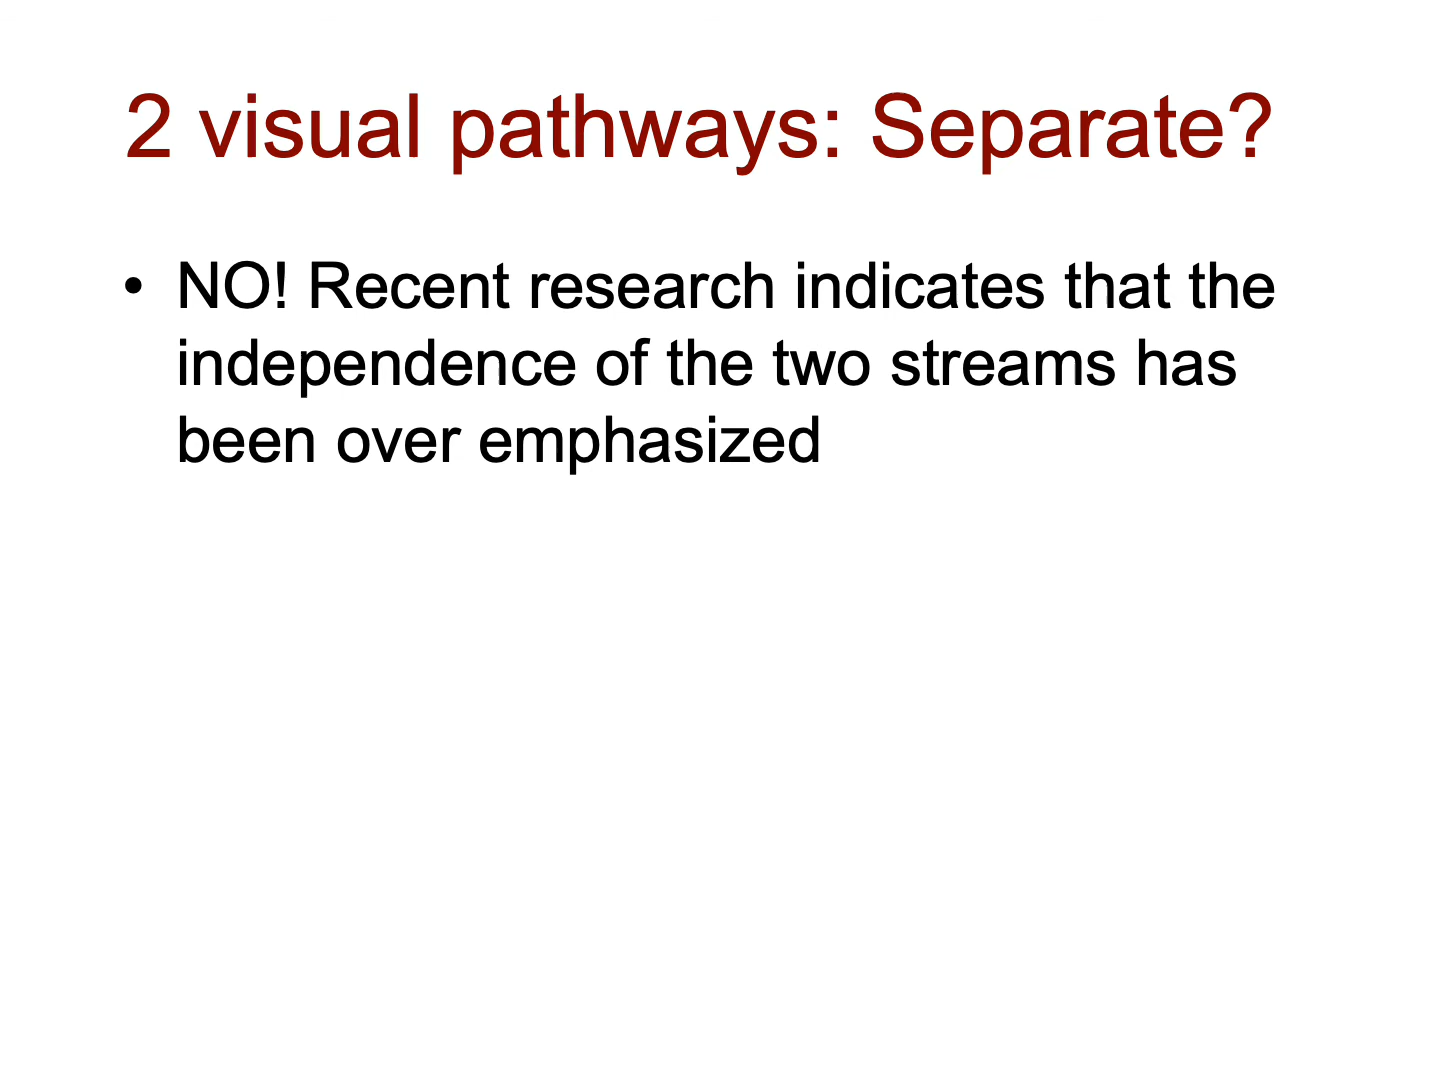 2 visual pathways: Separate?
• NO! Recent research indicates that the
independence of the two streams has
been over emphasized